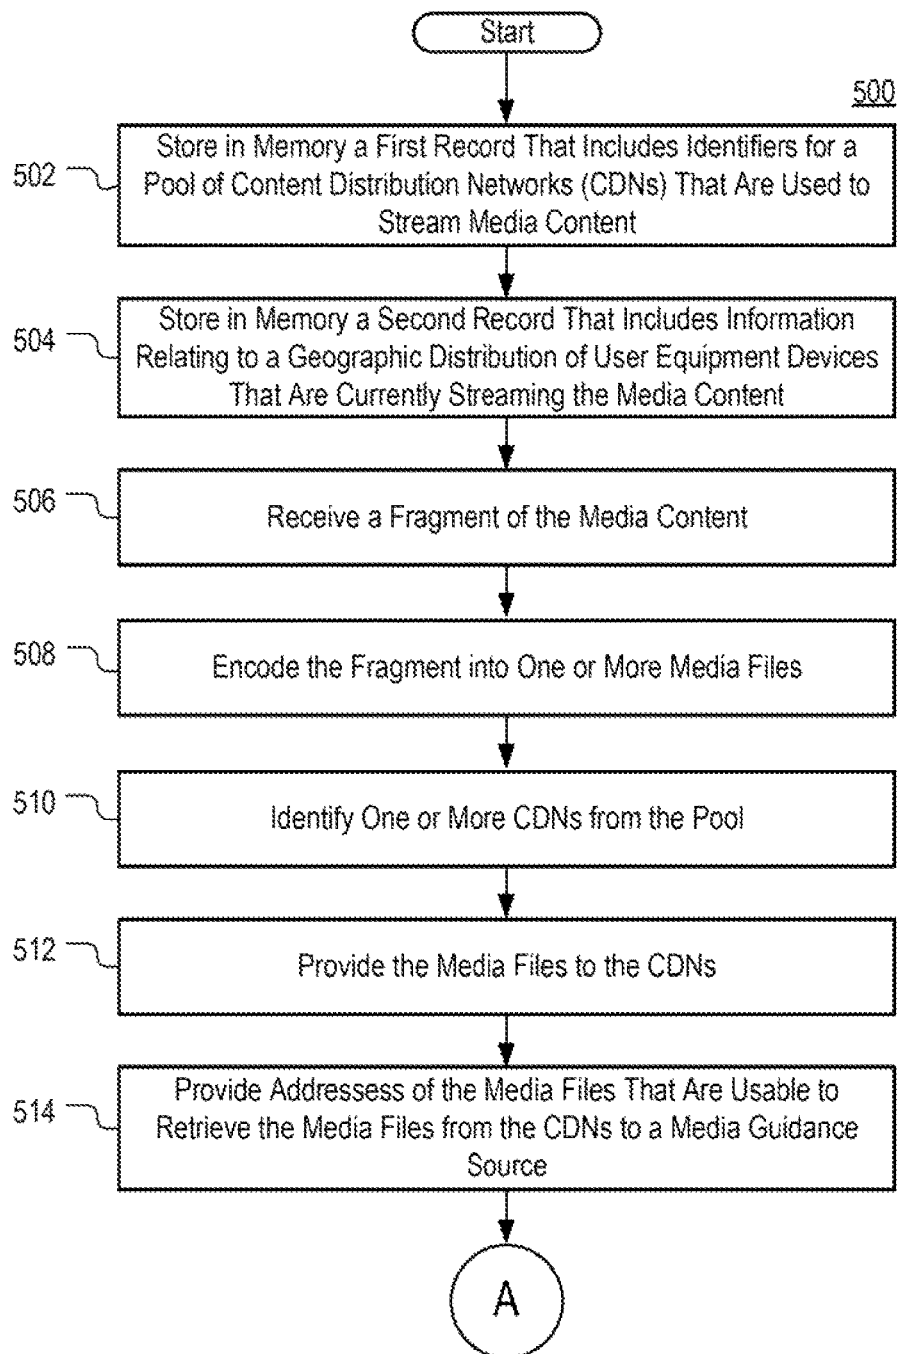 Start
500
502
Store in Memory a First Record That Includes Identifiers for a
Pool of Content Distribution Networks (CDNs) That Are Used to
Stream Media Content
504
Store in Memory a Second Record That Includes Information
Relating to a Geographic Distribution of User Equipment Devices
That Are Currently Streaming the Media Content
506
Receive a Fragment of the Media Content
508
Encode the Fragment into One or More Media Files
510
Identify One or More CDNs from the Pool
512
Provide the Media Files to the CDNs
514
Provide Addressess of the Media Files That Are Usable to
Retrieve the Media Files from the CDNs to a Media Guidance
Source
A